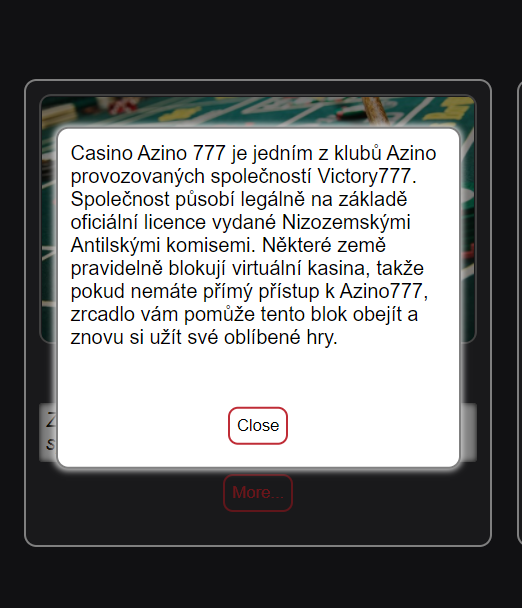 Casino Azino 777 je jedním z klubů Azino
provozovaných společností Victory777.
Společnost působí legálně na základě
oficiální licence vydané Nizozemskými
Antilskými komisemi. Některé země
pravidelně blokují virtuální kasina, takže
pokud nemáte přímý přístup k Azino777,
zrcadlo vám pomůže tento blok obejít a
znovu si užít své oblíbené hry.
Close
More...